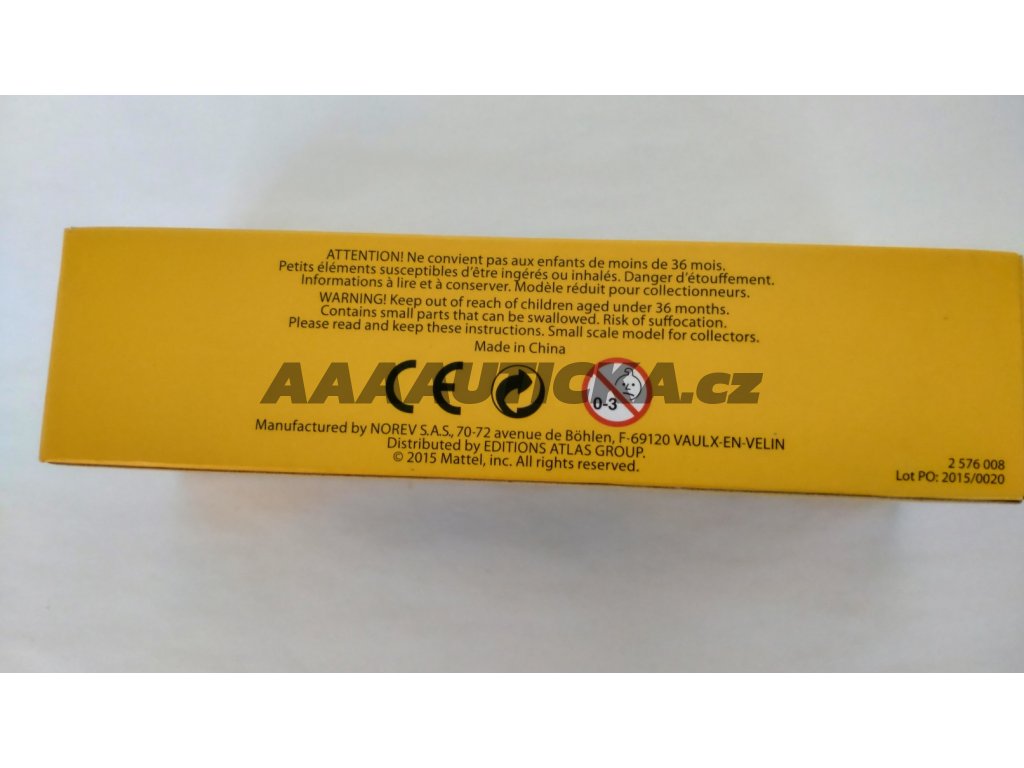 ATTENTION! Ne convient pas aux enfants de moins de 36 mois.
Petits éléments susceptibles d'être ingérés ou inhalés. Danger d'étouffement.
Informations à lire et à conserver. Modèle réduit pour collectionneurs.
WARNING! Keep out of reach of children aged under 36 months.
Contains small parts that can be swallowed. Risk of suffocation.
Please read and keep these instructions. Small scale model for collectors.
Made in China
AAAAUTICKA.cz
CE
0-3
Manufactured by NOREV S.A.S., 70-72 avenue de Böhlen, F-69120 VAULX-EN-VELIN
Distributed by EDITIONS ATLAS GROUP.
© 2015 Mattel, inc. All rights reserved.
2 576 008
Lot PO: 2015/0020